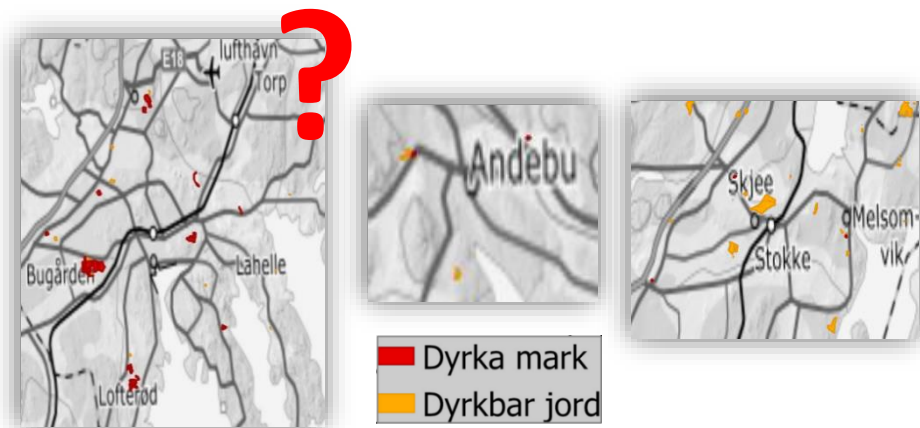 ?
E18
lufthavn
Torp
Bugården
Lahelle
Lofterød
Andebu
Skjee
Stokke
Melsom-
vik
Dyrka mark
Dyrkbar jord